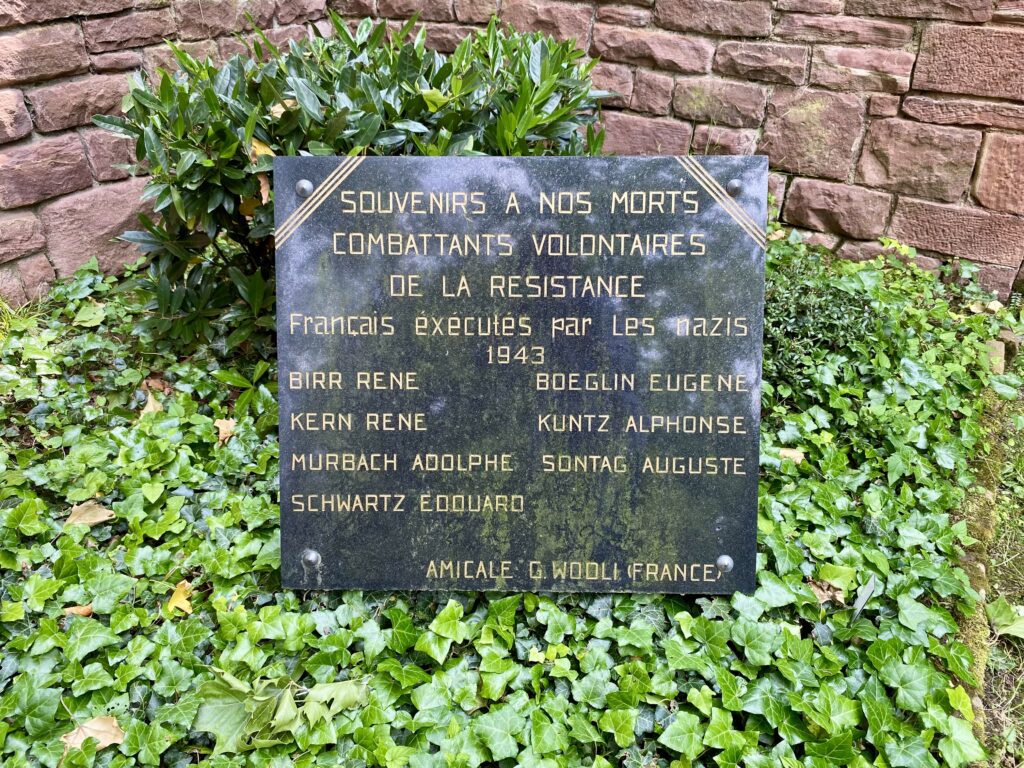 SOUVENIRS A NOS MORTS
COMBATTANTS VOLONTAIRES
DE LA RESISTANCE
Francais éxécutés par Les nazis
1943
BIRR RENE BOEGLIN EUGENE
KERN RENE KUNTZ ALPHONSE
MURBACH ADOLPHE SONTAG AUGUSTE
SCHWARTZ EDOUARD
AMICALE G. WODLI (FRANCE)